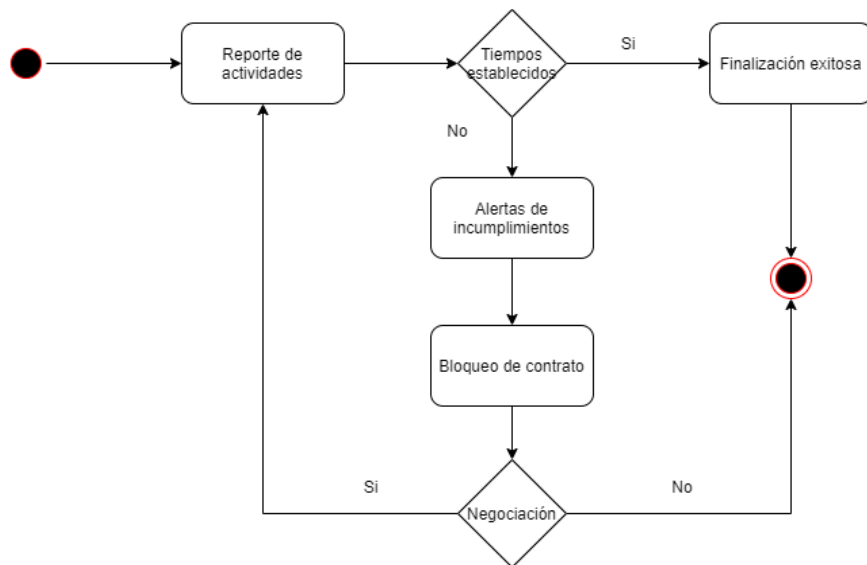 Reporte de
actividades
Tiempos
establecidos
Si
Finalización exitosa
No
Alertas de
incumplimientos
Bloqueo de contrato
Si
Negociación
No